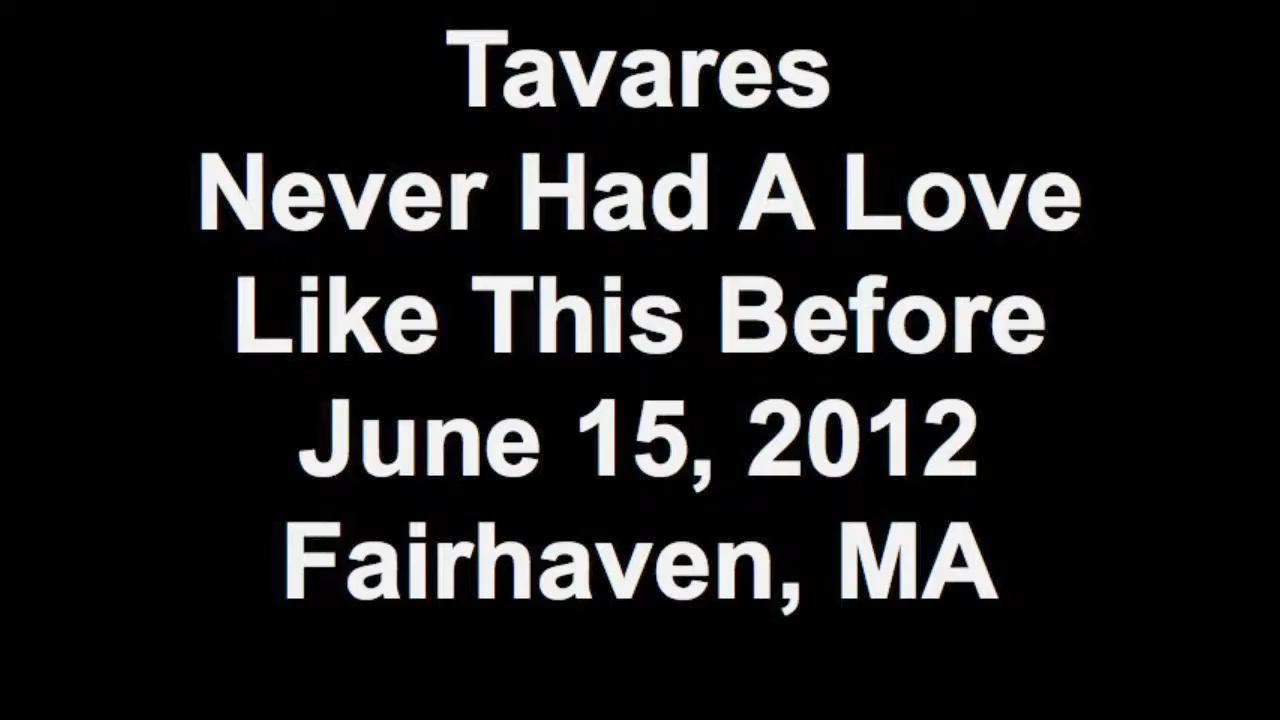 Tavares
Never Had A Love
Like This Before
June 15, 2012
Fairhaven, MA